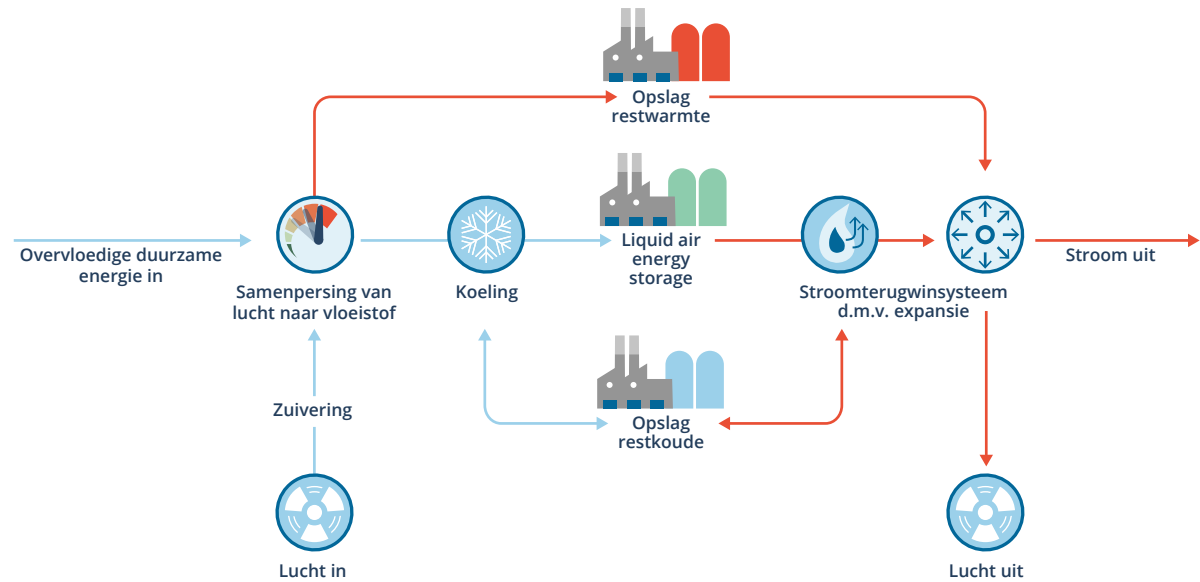 Opslag
restwarmte
Overvloedige duurzame
energie in
Samenpersing van
lucht naar vloeistof
Koeling
Liquid air
energy
storage
Stroomterugwinsysteem
d.m.v. expansie
Stroom uit
Zuivering
Opslag
restkoude
Lucht in
Lucht uit